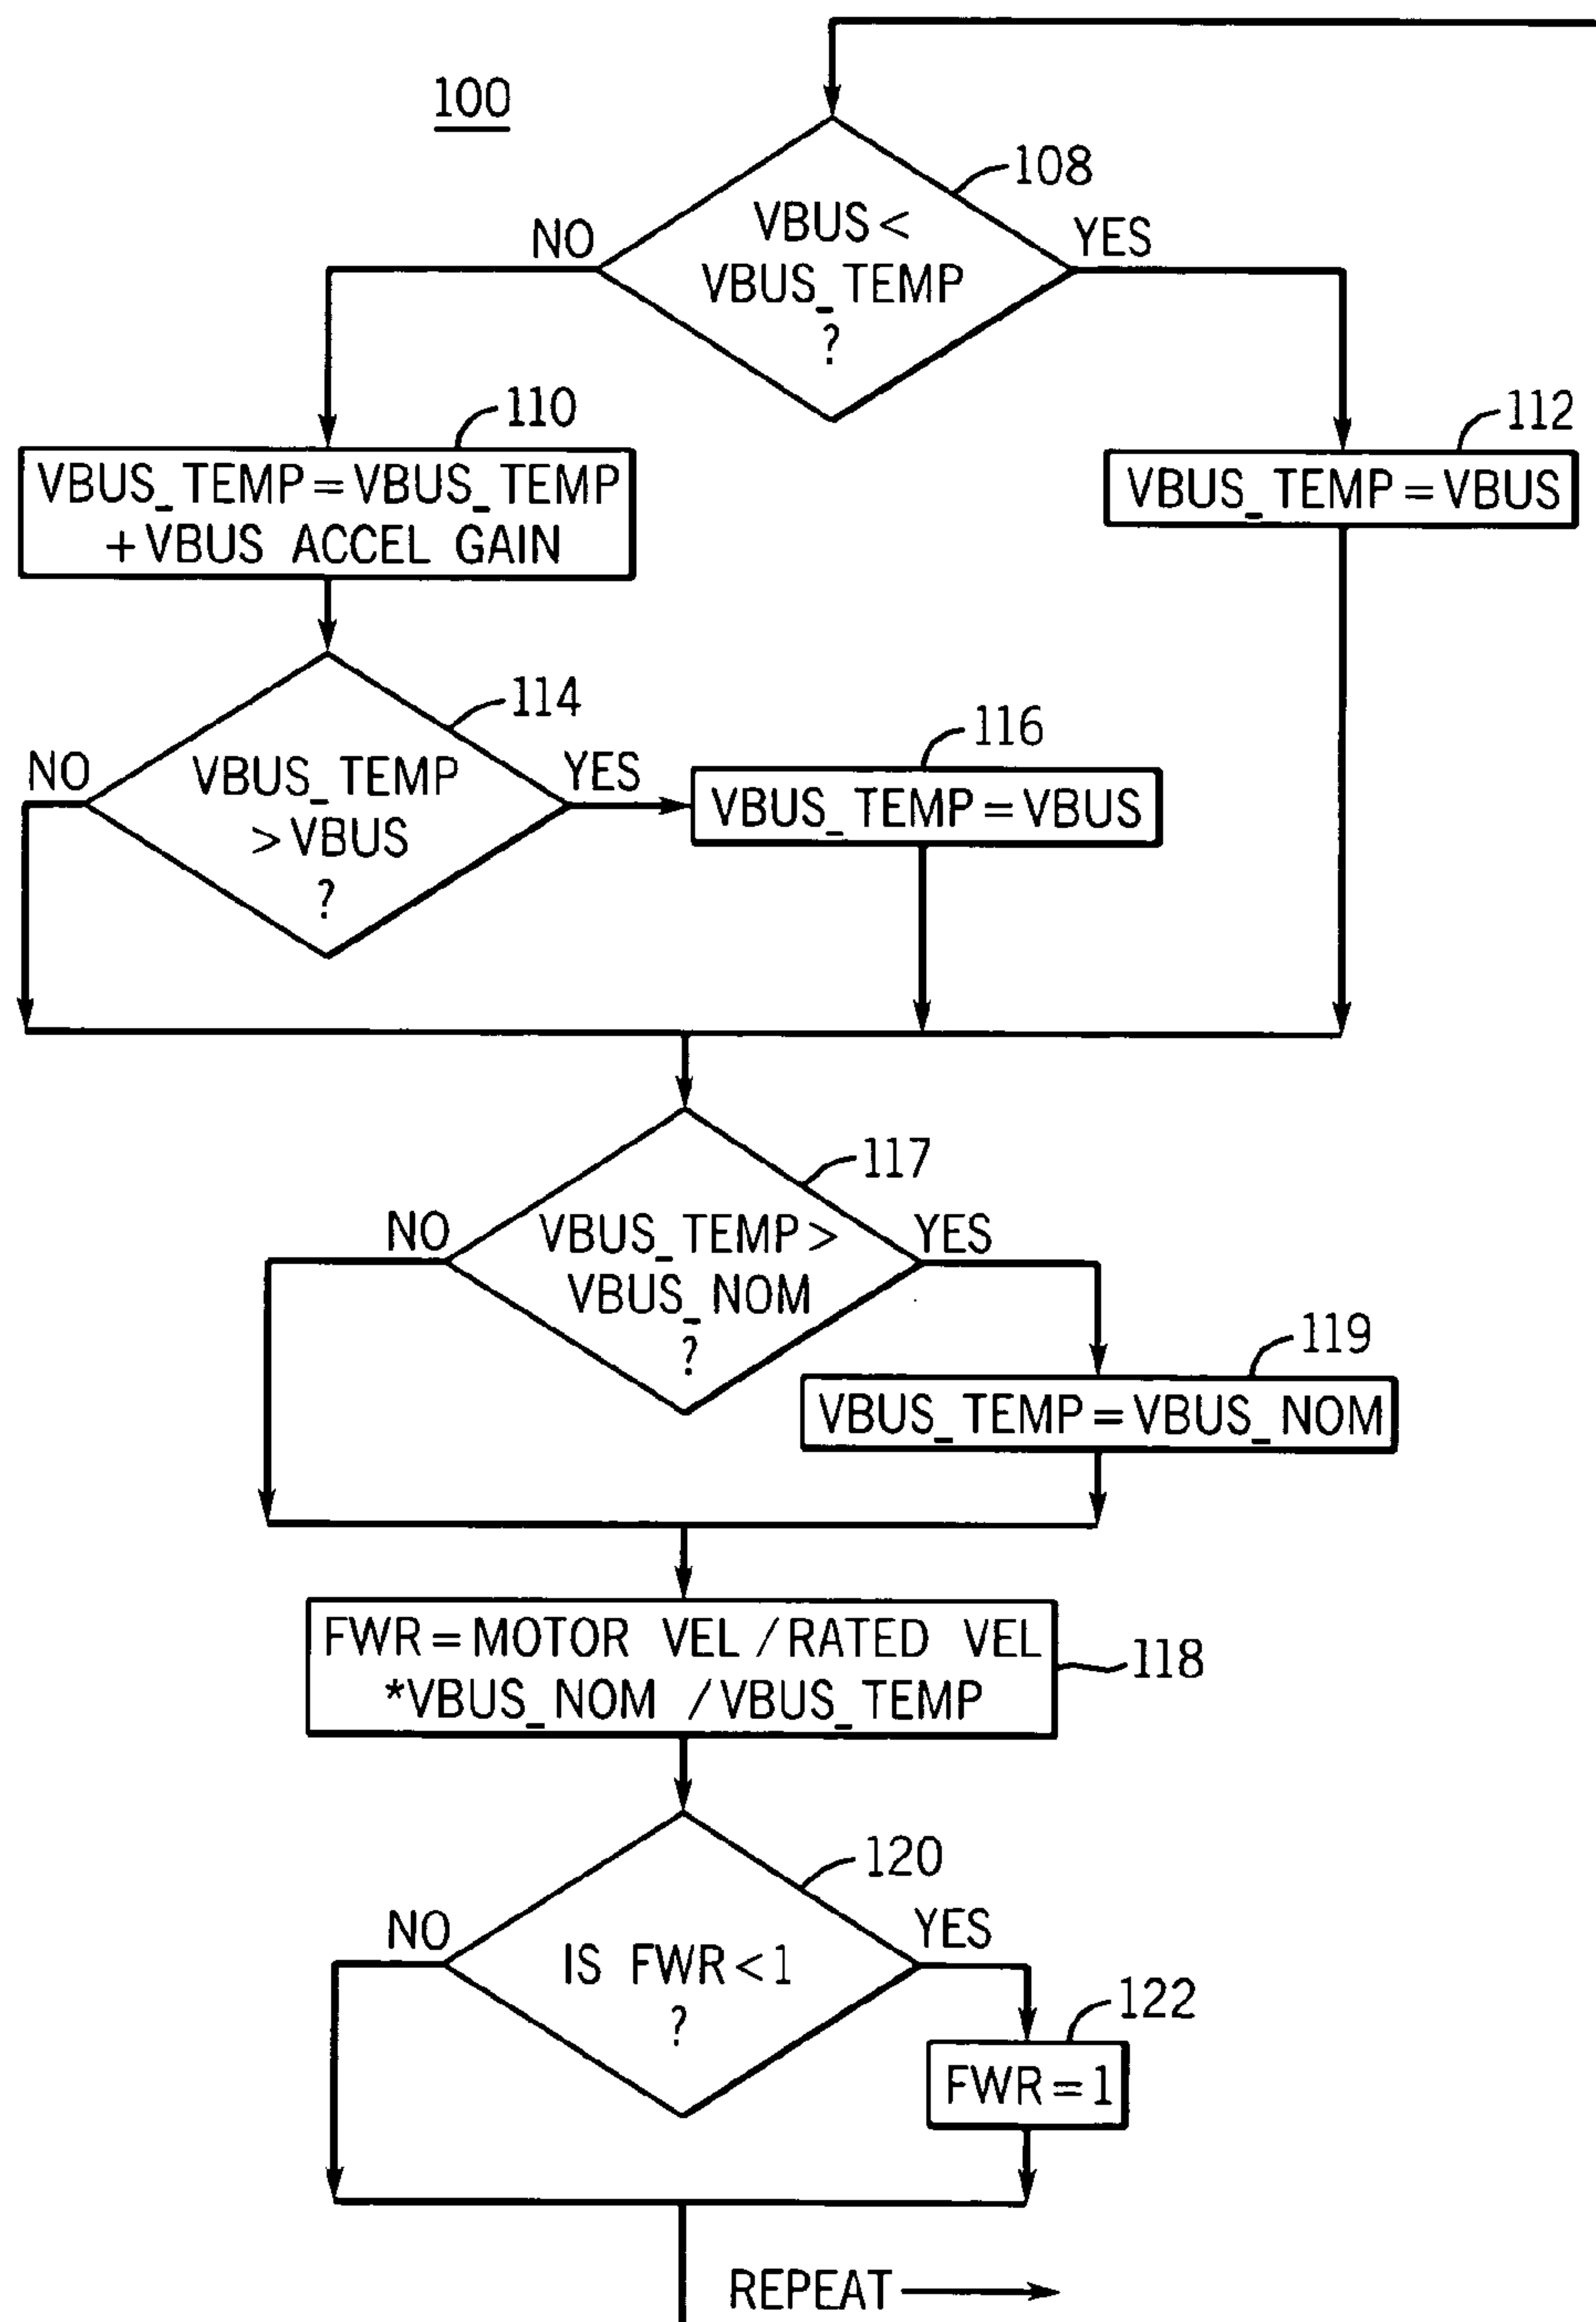 100
108
VBUS<
VBUS_TEMP
?
NO
YES
110
VBUS_TEMP=VBUS_TEMP
+VBUS ACCEL GAIN
112
VBUS_TEMP=VBUS
114
NO
VBUS_TEMP
>VBUS
?
YES
116
VBUS_TEMP=VBUS
117
NO
VBUS_TEMP>
VBUS_NOM
?
YES
119
VBUS_TEMP=VBUS_NOM
FWR=MOTOR VEL /RATED VEL
*VBUS_NOM /VBUS_TEMP
118
120
NO
IS FWR<1
?
YES
122
FWR=1
REPEAT